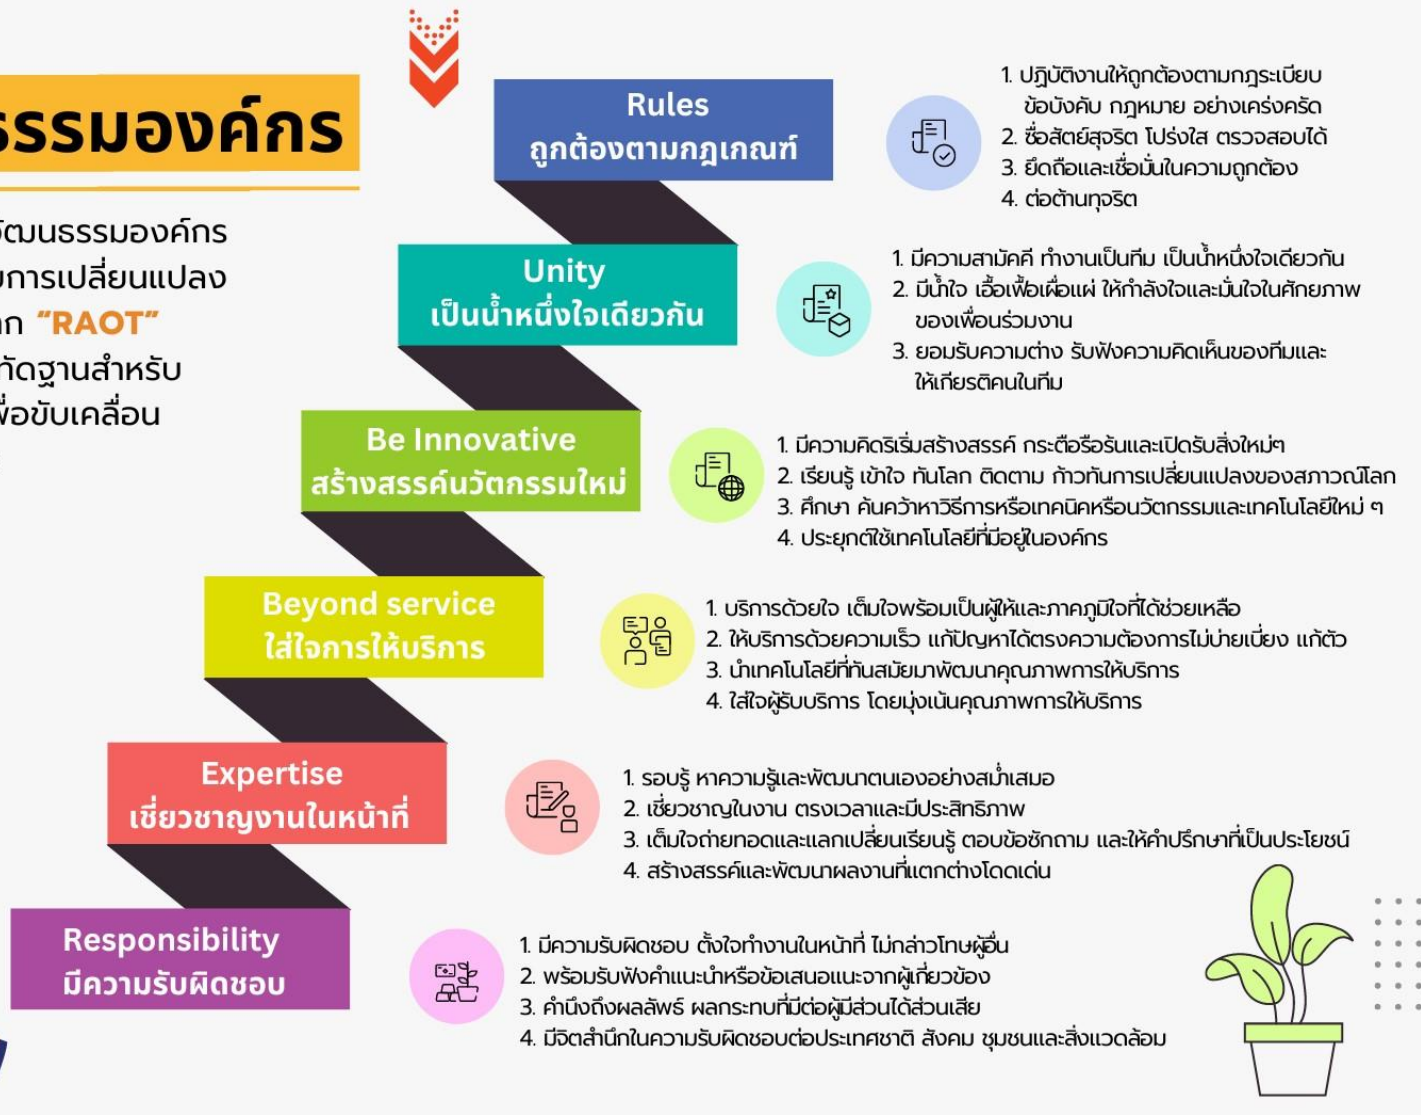 รรมองค์กร
วัฒนธรรมองค์กร
การเปลี่ยนแปลง
"RAOT"
ทัดฐานสำหรับ
พื่อขับเคลื่อน
Rules
ถูกต้องตามกฎเกณฑ์
1. ปฏิบัติงานให้ถูกต้องตามกฎระเบียบ
ข้อบังคับ กฎหมาย อย่างเคร่งครัด
2. ซื่อสัตย์สุจริต โปร่งใส ตรวจสอบได้
3. ยึดถือและเชื่อมั่นในความถูกต้อง
4. ต่อต้านทุจริต
Unity
เป็นน้ำหนึ่งใจเดียวกัน
1. มีความสามัคคี ทำงานเป็นทีม เป็นน้ำหนึ่งใจเดียวกัน
2. มีน้ำใจ เอื้อเฟื้อเผื่อแผ่ ให้กำลังใจและมั่นใจในศักยภาพ
ของเพื่อนร่วมงาน
3. ยอมรับความต่าง รับฟังความคิดเห็นของทีมและ
ให้เกียรติคนในทีม
Be Innovative
สร้างสรรค์นวัตกรรมใหม่
1. มีความคิดริเริ่มสร้างสรรค์ กระตือรือร้นและเปิดรับสิ่งใหม่ๆ
2. เรียนรู้ เข้าใจ ทันโลก ติดตาม ก้าวทันการเปลี่ยนแปลงของสภาวณ์โลก
3. ศึกษา ค้นคว้าหาวิธีการหรือเทคนิคหรือนวัตกรรมและเทคโนโลยีใหม่ ๆ
4. ประยุกต์ใช้เทคโนโลยีที่มีอยู่ในองค์กร
Beyond service
ใส่ใจการให้บริการ
1. บริการด้วยใจ เต็มใจพร้อมเป็นผู้ให้และภาคภูมิใจที่ได้ช่วยเหลือ
2. ให้บริการด้วยความเร็ว แก้ปัญหาได้ตรงความต้องการไม่บ่ายเบี่ยง แก้ตัว
3. นำเทคโนโลยีที่ทันสมัยมาพัฒนาคุณภาพการให้บริการ
4. ใส่ใจผู้รับบริการ โดยมุ่งเน้นคุณภาพการให้บริการ
Expertise
เชี่ยวชาญงานในหน้าที่
1. รอบรู้ หาความรู้และพัฒนาตนเองอย่างสม่ำเสมอ
2. เชี่ยวชาญในงาน ตรงเวลาและมีประสิทธิภาพ
3. เต็มใจถ่ายทอดและแลกเปลี่ยนเรียนรู้ ตอบข้อซักถาม และให้คำปรึกษาที่เป็นประโยชน์
4. สร้างสรรค์และพัฒนาผลงานที่แตกต่างโดดเด่น
Responsibility
มีความรับผิดชอบ
1. มีความรับผิดชอบ ตั้งใจทำงานในหน้าที่ ไม่กล่าวโทษผู้อื่น
2. พร้อมรับฟังคำแนะนำหรือข้อเสนอแนะจากผู้เกี่ยวข้อง
3. คำนึงถึงผลลัพธ์ ผลกระทบที่มีต่อผู้มีส่วนได้ส่วนเสีย
4. มีจิตสำนึกในความรับผิดชอบต่อประเทศชาติ สังคม ชุมชนและสิ่งแวดล้อม